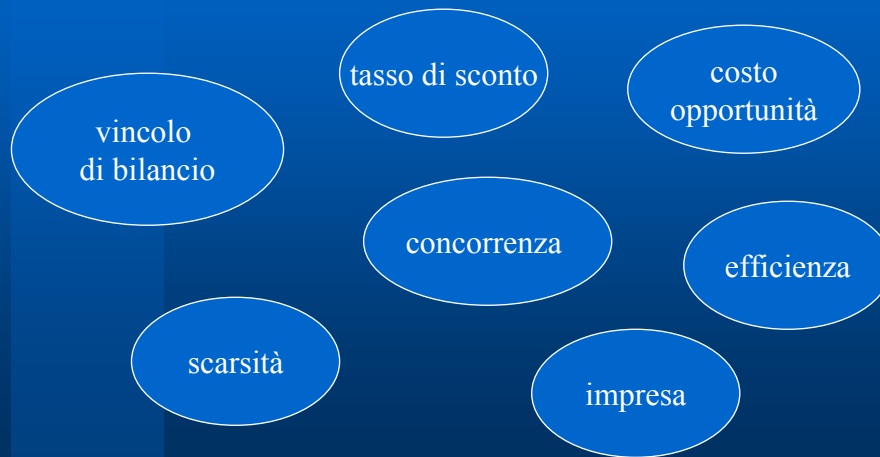 tasso di sconto
costo
opportunità
vincolo
di bilancio
concorrenza
efficienza
scarsità
impresa